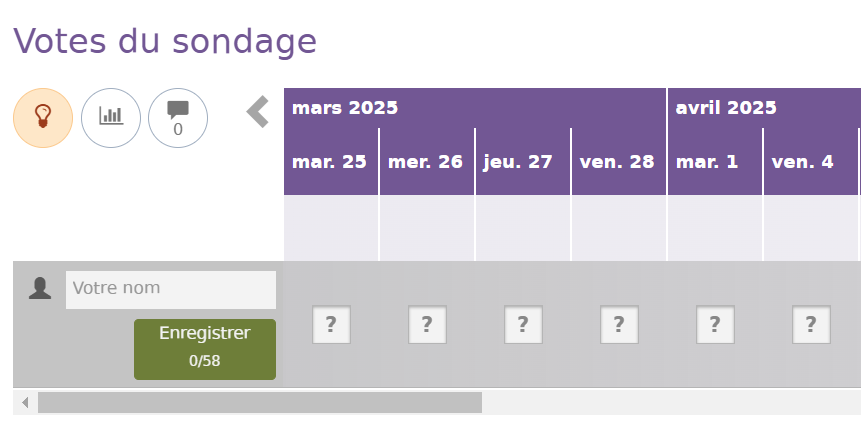 Votes du sondage
0
mars 2025 avril 2025
mar. 25 mer. 26 jeu. 27 ven. 28 mar. 1 ven. 4
Votre nom
? ? ? ? ? ?
Enregistrer
0/58